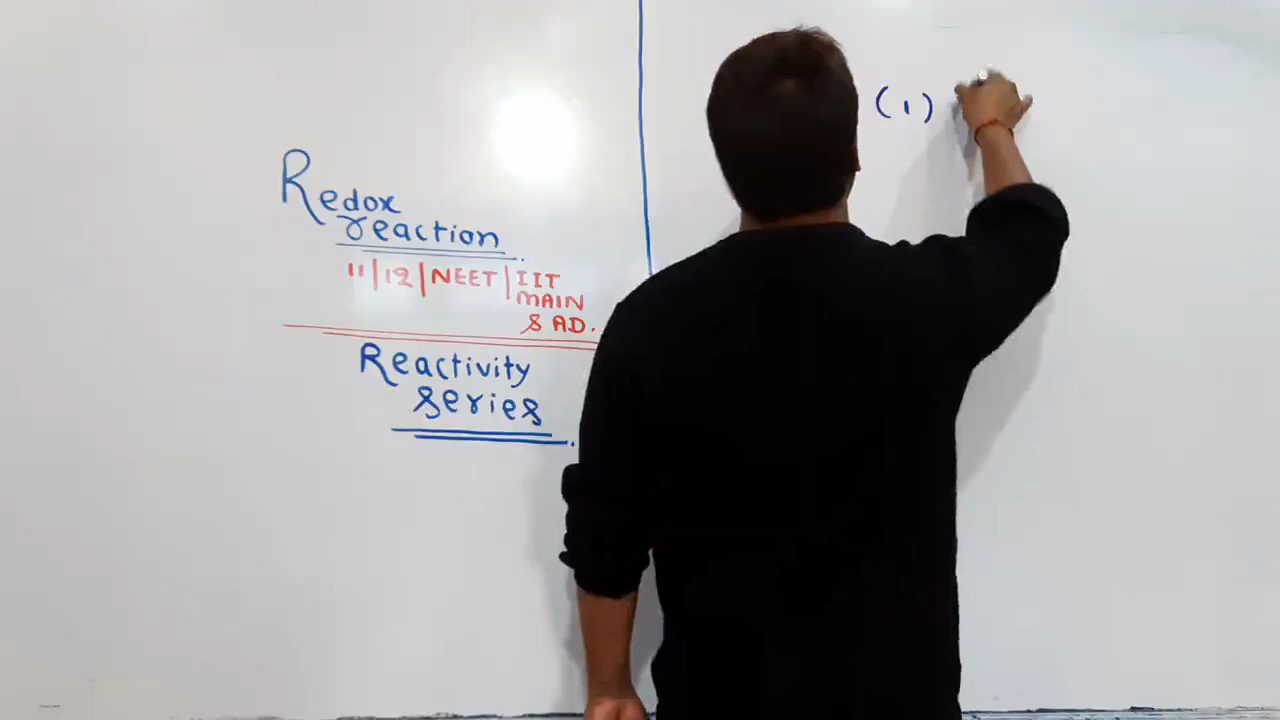 Redox
reaction
11|12|NEET|IIT
MAIN
& AD.
Reactivity
series
(1)